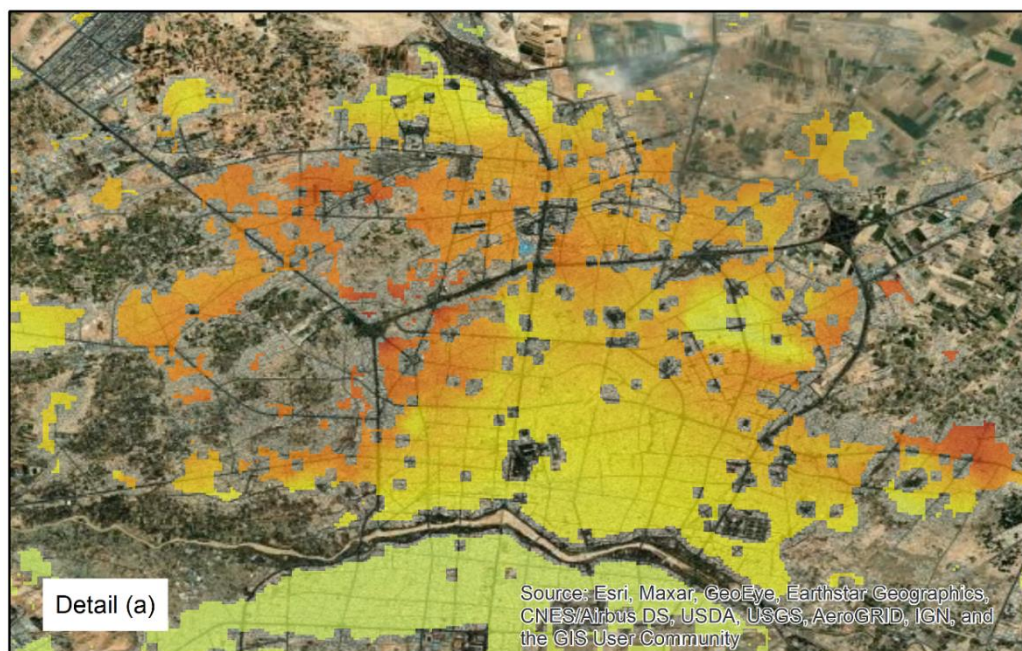 Detail (a)
Source: Esri, Maxar, GeoEye, Earthstar Geographics,
CNES/Airbus DS, USDA, USGS, AeroGRID, IGN, and
the GIS User Community